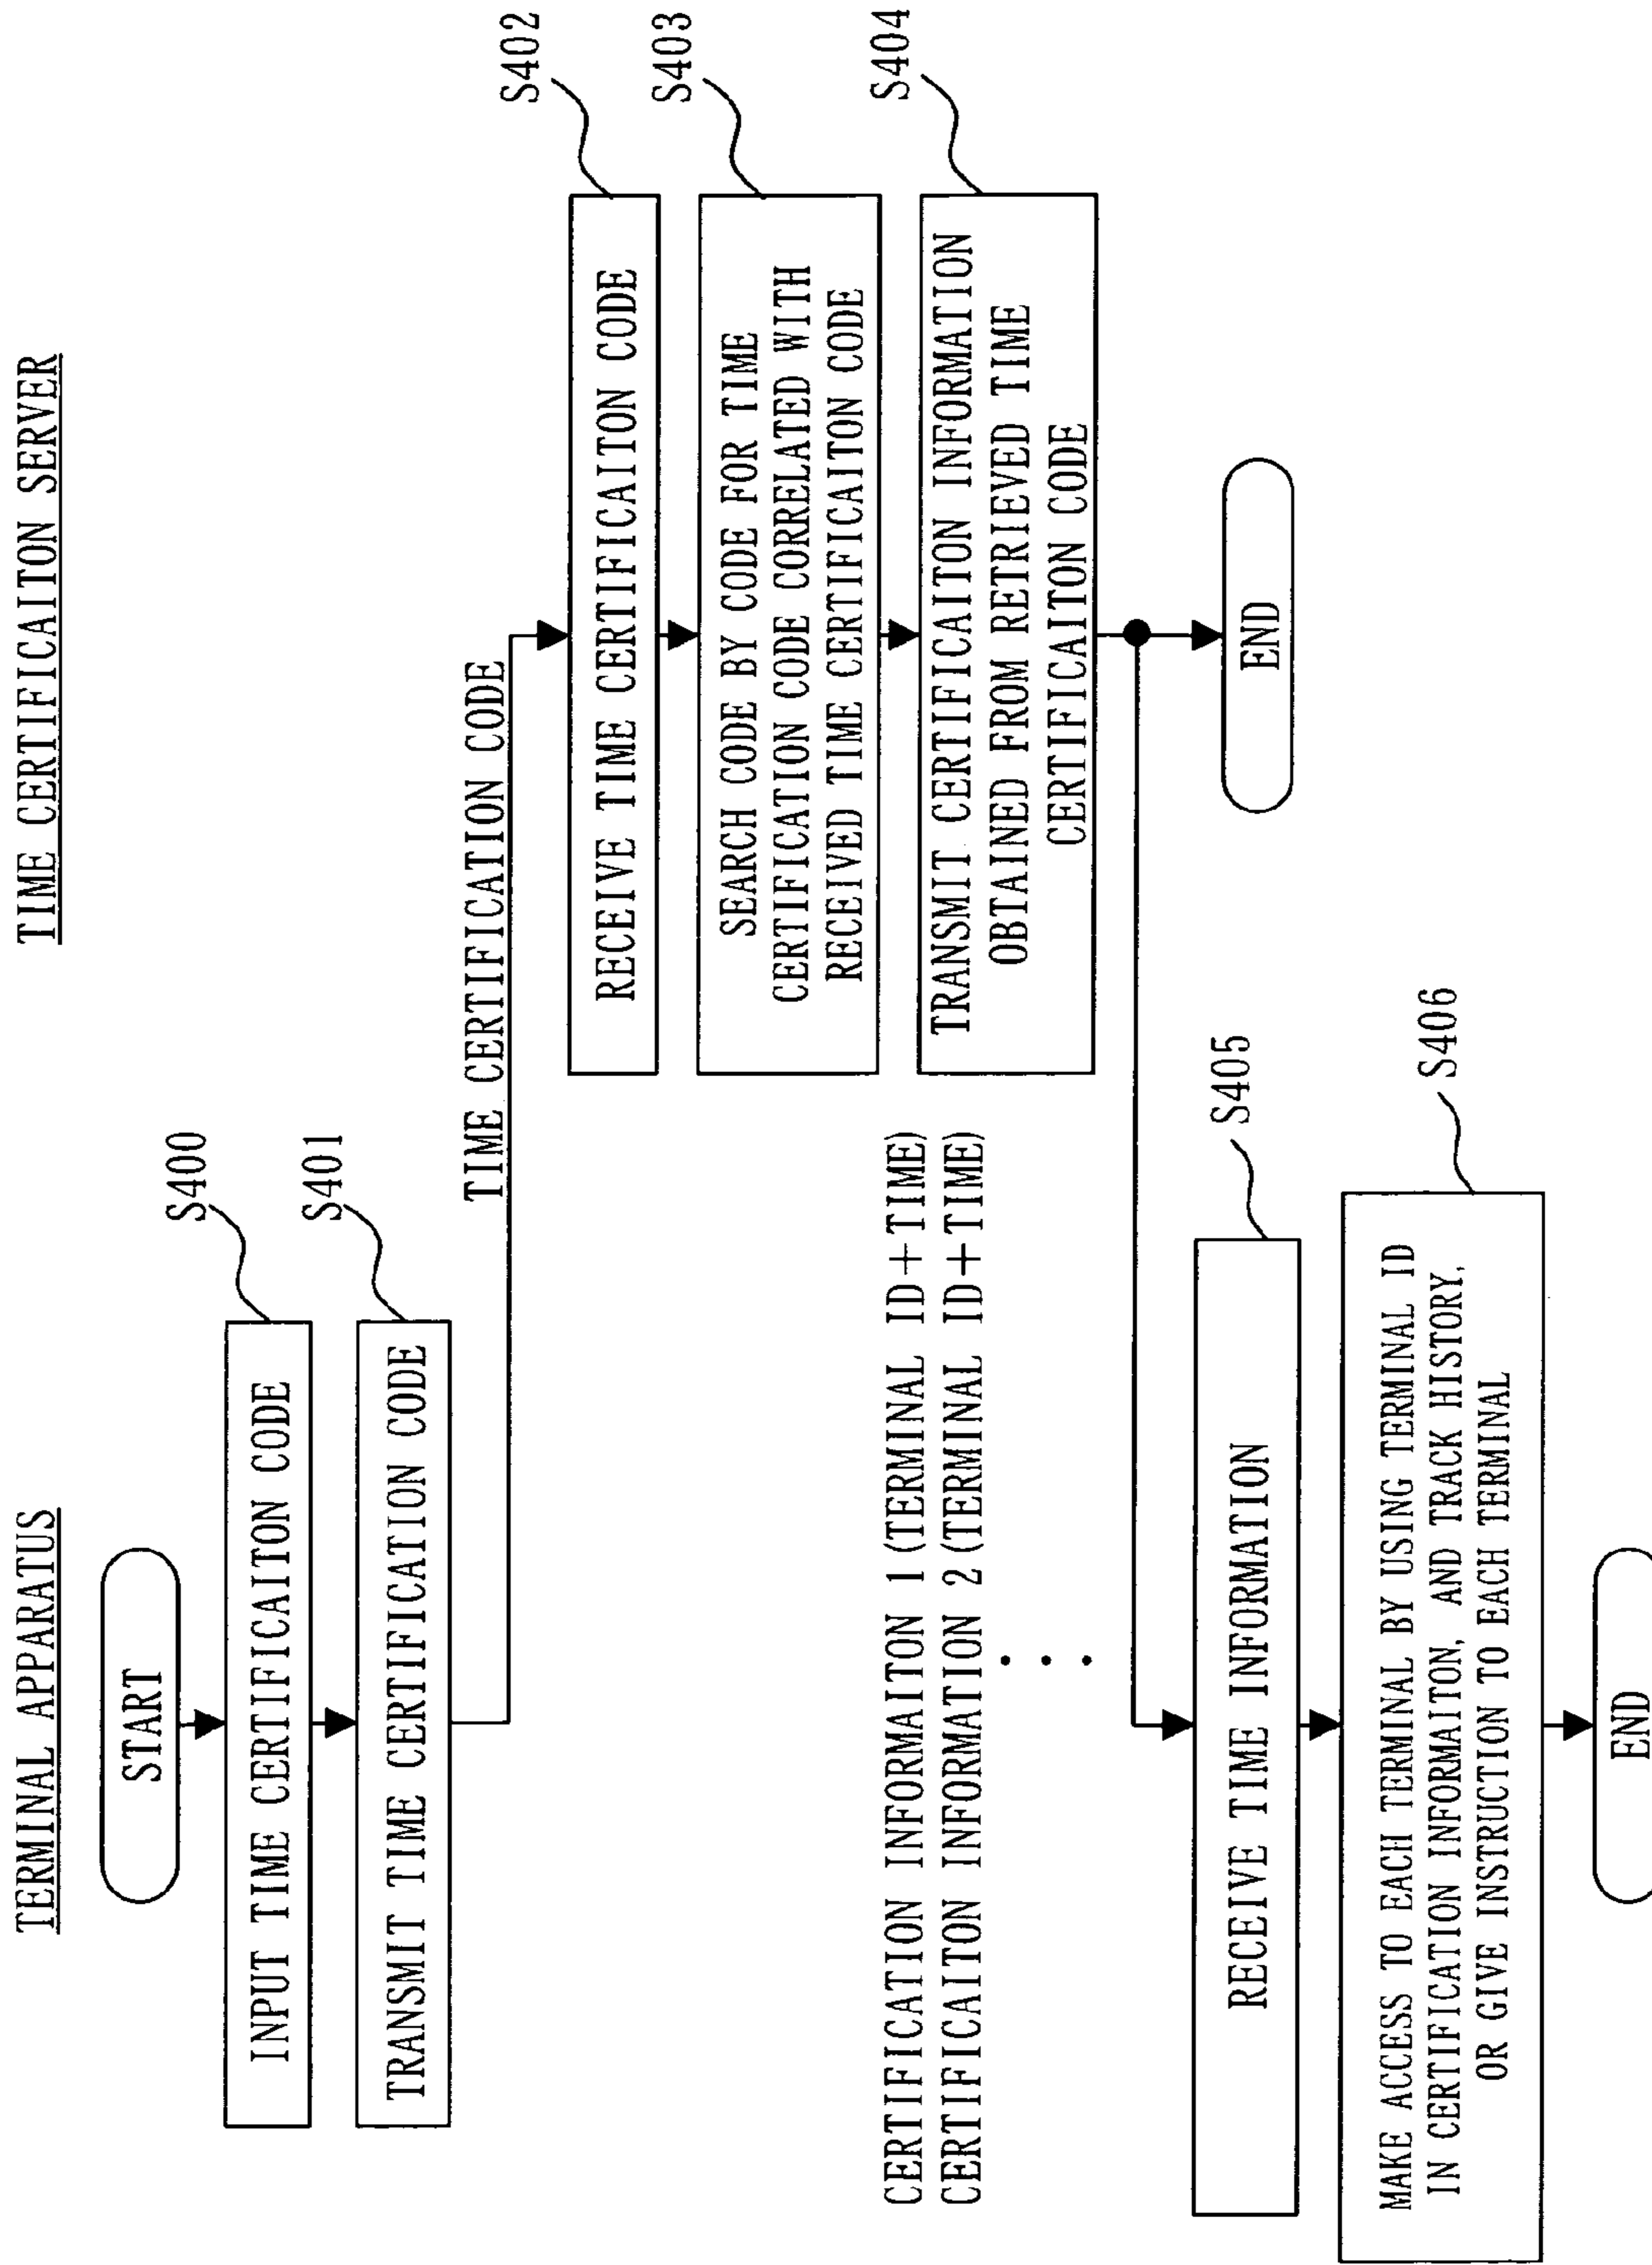 TERMINAL APPARATUS
TIME CERTIFICAITON SERVER
START
S400
INPUT TIME CERTIFICAITON CODE
S401
TRANSMIT TIME CERTIFICATION CODE
TIME CERTIFICATION CODE
S402
RECEIVE TIME CERTIFICAITON CODE
S403
SEARCH CODE BY CODE FOR TIME
CERTIFICATION CODE CORRELATED WITH
RECEIVED TIME CERTIFICAITON CODE
S404
TRANSMIT CERTIFICAITON INFORMATION
OBTAINED FROM RETRIEVED TIME
CERTIFICAITON CODE
END
CERTIFICATION INFORMAITON 1(TERMINAL ID+TIME)
CERTIFICAITON INFORMATION 2(TERMINAL ID+TIME)
. . .
S405
RECEIVE TIME INFORMATION
S406
MAKE ACCESS TO EACH TERMINAL BY USING TERMINAL ID
IN CERTIFICATION INFORMAITON, AND TRACK HISTORY,
OR GIVE INSTRUCTION TO EACH TERMINAL
END